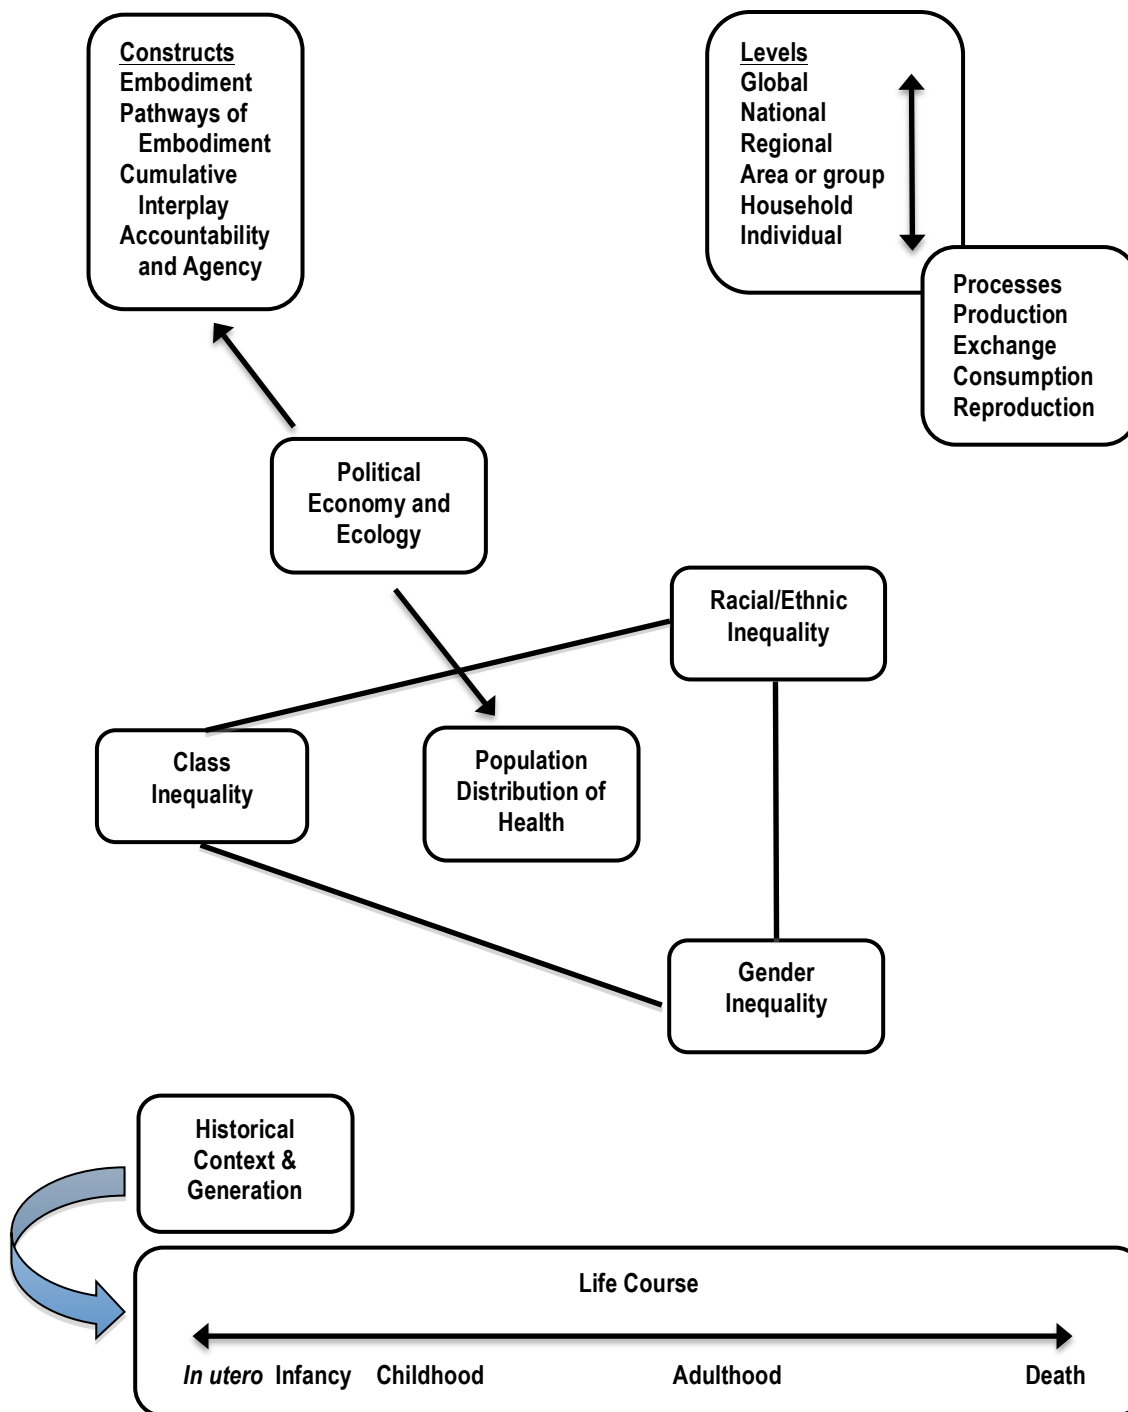 Constructs
Embodiment
Pathways of
Embodiment
Cumulative
Interplay
Accountability
and Agency
Levels
Global
National
Regional
Area or group
Household
Individual
Processes
Production
Exchange
Consumption
Reproduction
Political
Economy and
Ecology
Racial/Ethnic
Inequality
Class
Inequality
Population
Distribution of
Health
Gender
Inequality
Historical
Context &
Generation
Life Course
In utero Infancy Childhood Adulthood Death